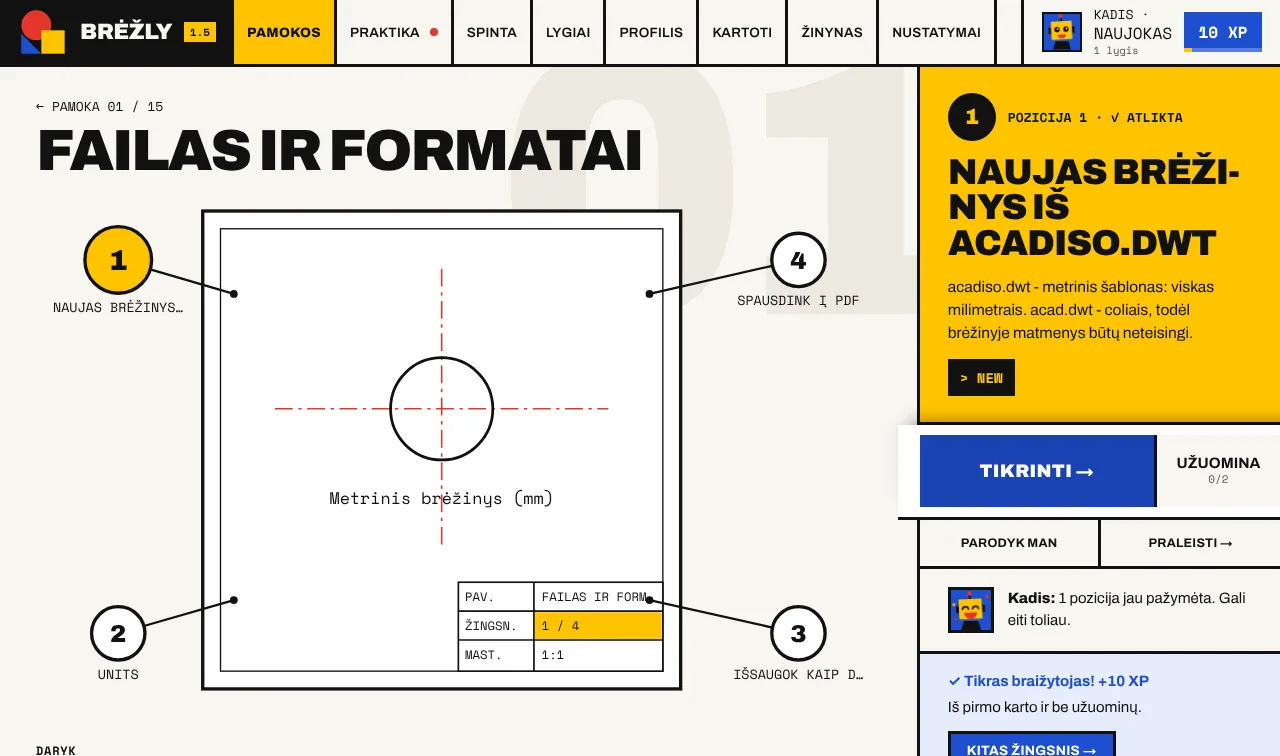 BRĖŽLY 1.5 PAMOKOS PRAKTIKA SPINTA LYGIAI PROFILIS KARTOTI ŽINYNAS NUSTATYMAI
KADIS ·
NAUJOKAS
1 lygis
10 XP
01
← PAMOKA 01 / 15
FAILAS IR FORMATAI
1
NAUJAS BRĖŽINYS…
4
SPAUSDINK Į PDF
Metrinis brėžinys (mm)
PAV. FAILAS IR FORM
ŽINGSN. 1 / 4
MAST. 1:1
2
UNITS
3
IŠSAUGOK KAIP D…
DARYK
1 POZICIJA 1 · √ ATLIKTA
NAUJAS BRĖŽI-
NYS IŠ
ACADISO.DWT
acadiso.dwt - metrinis šablonas: viskas
milimetrais. acad.dwt - coliais, todėl
brėžinyje matmenys būtų neteisingi.
> NEW
TIKRINTI →
UŽUOMINA
0/2
PARODYK MAN
PRALEISTI →
Kadis: 1 pozicija jau pažymėta. Gali
eiti toliau.
✓ Tikras braižytojas! +10 XP
Iš pirmo karto ir be užuominų.
KITAS ŽINGSNIS →